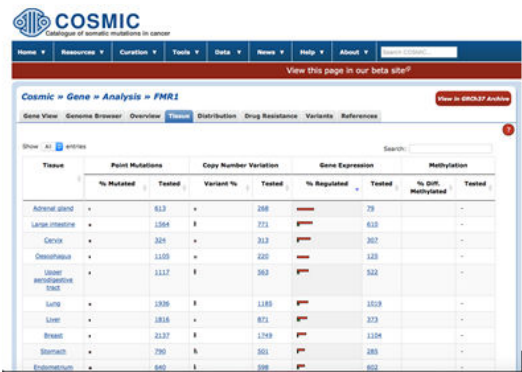 COSMIC
Catalogue of somatic mutations in cancer
Home ▼ Resources ▼ Curation ▼ Tools ▼ Data ▼ News ▼ Help ▼ About ▼ Search COSMIC...
View this page in our beta site
Cosmic » Gene » Analysis » FMR1
View in GRCh37 Archive
Gene View Genome Browser Overview Tissue Distribution Drug Resistance Variants References
?
Show All entries Search:
Tissue Point Mutations Copy Number Variation Gene Expression Methylation
% Mutated Tested Variant % Tested % Regulated Tested % Diff. Methylated Tested
Adrenal gland 613 268 79 -
Large intestine 1564 771 610 -
Cervix 324 313 307 -
Oesophagus 1105 220 125 -
Upper aerodigestive tract 1117 563 522 -
Lung 1936 1185 1019 -
Liver 1816 871 373 -
Breast 2137 1749 1104 -
Stomach 790 501 285 -
Endometrium 640 598 602 -